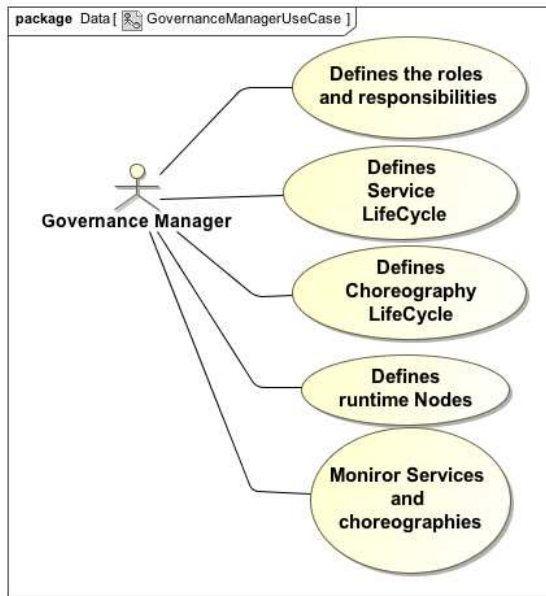 package Data [ GovernanceManagerUseCase ]
Defines the roles
and responsibilities
Governance Manager
Defines
Service
LifeCycle
Defines
Choreography
LifeCycle
Defines
runtime Nodes
Moniror Services
and
choreographies